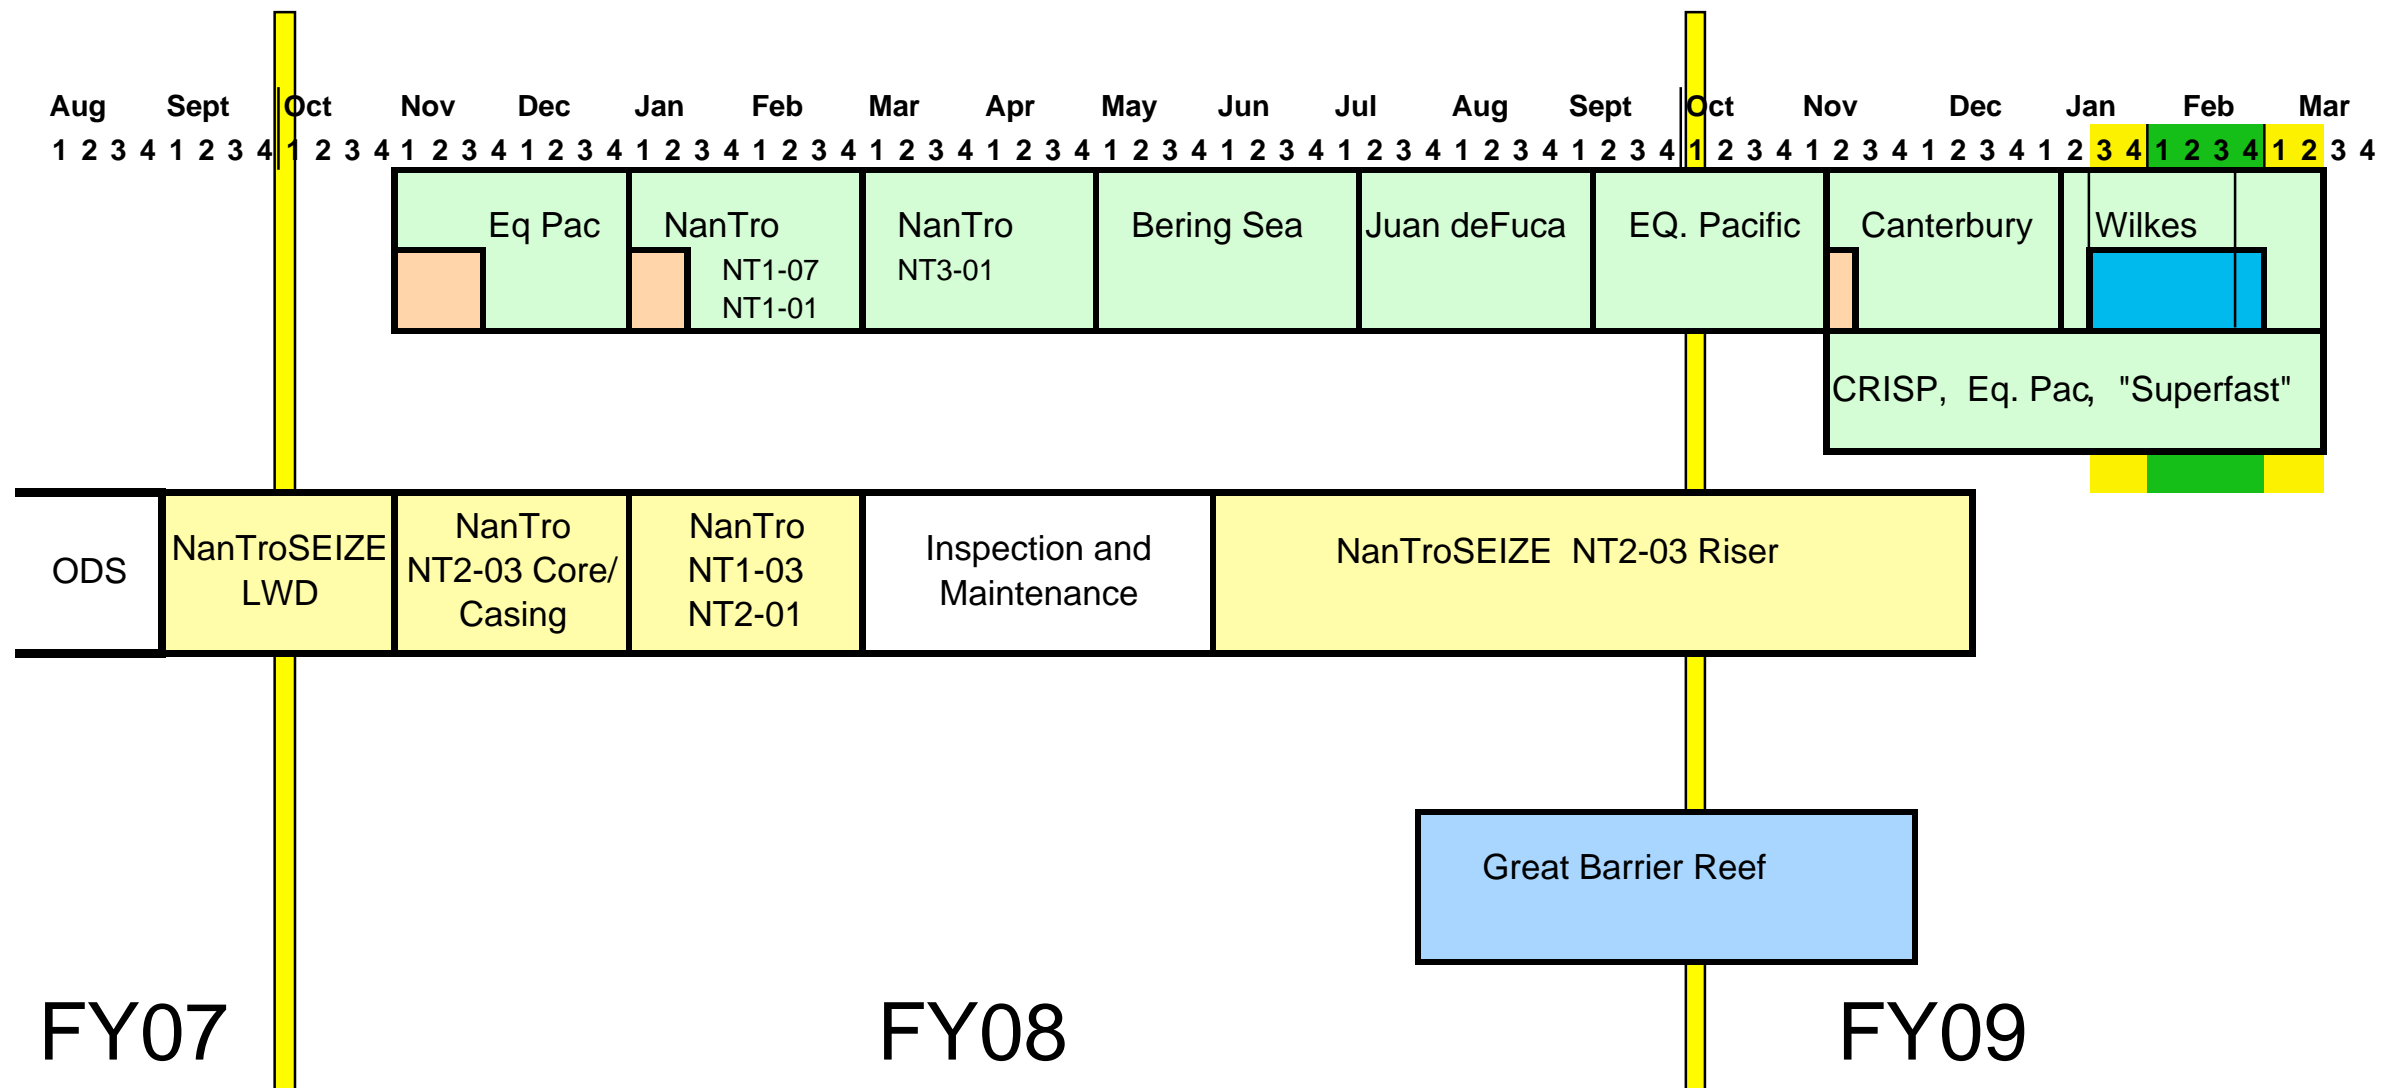 Aug Sept Oct Nov Dec Jan Feb Mar Apr May Jun Jul Aug Sept Oct Nov Dec Jan Feb Mar
1 2 3 4 1 2 3 4 1 2 3 4 1 2 3 4 1 2 3 4 1 2 3 4 1 2 3 4 1 2 3 4 1 2 3 4 1 2 3 4 1 2 3 4 1 2 3 4 1 2 3 4 1 2 3 4 1 2 3 4 1 2 3 4 1 2 3 4 1 2 3 4 1 2 3 4 1 2 3 4
Eq Pac NanTro NanTro Bering Sea Juan deFuca EQ. Pacific Canterbury Wilkes
NT1-07 NT3-01
NT1-01
CRISP, Eq. Pac, "Superfast"
ODS
NanTroSEIZE
LWD
NanTro
NT2-03 Core/
Casing
NanTro
NT1-03
NT2-01
Inspection and
Maintenance
NanTroSEIZE NT2-03 Riser
Great Barrier Reef
FY07 FY08 FY09